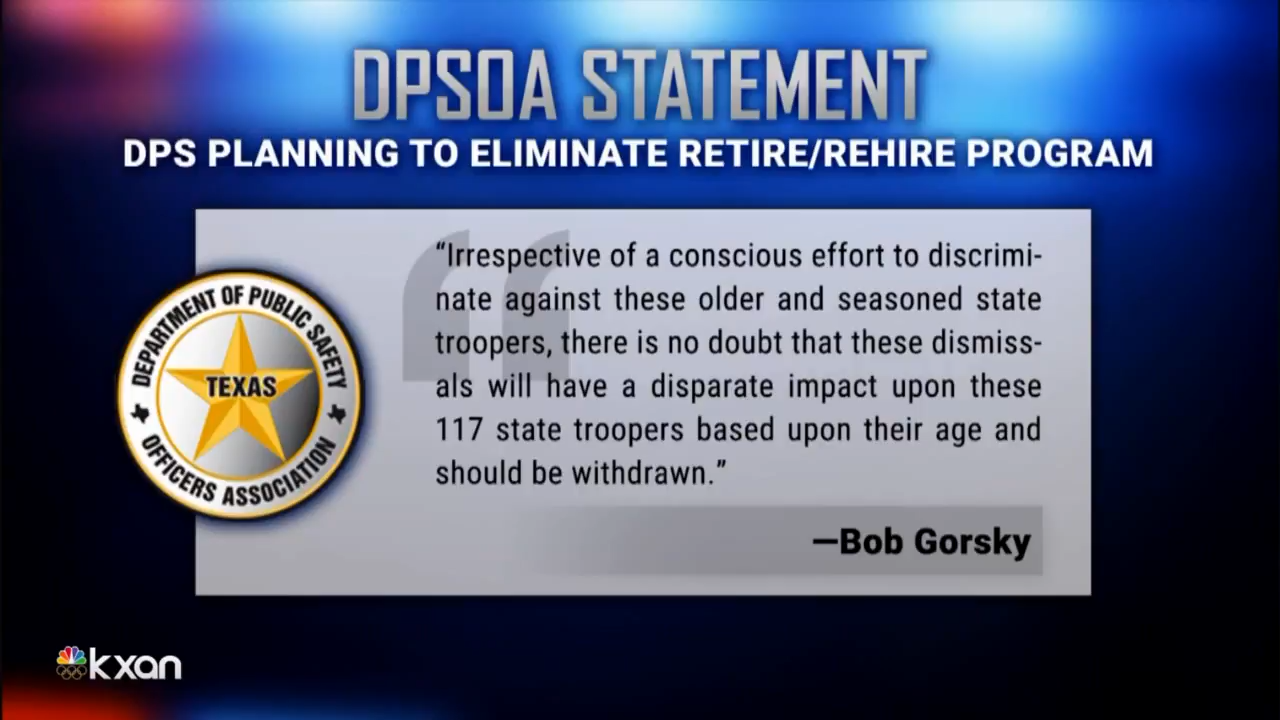 DPSOA STATEMENT
DPS PLANNING TO ELIMINATE RETIRE/REHIRE PROGRAM
“Irrespective of a conscious effort to discrimi-
nate against these older and seasoned state
troopers, there is no doubt that these dismiss-
als will have a disparate impact upon these
117 state troopers based upon their age and
should be withdrawn.”
—Bob Gorsky
DEPARTMENT OF PUBLIC SAFETY
TEXAS
OFFICERS ASSOCIATION
kxan